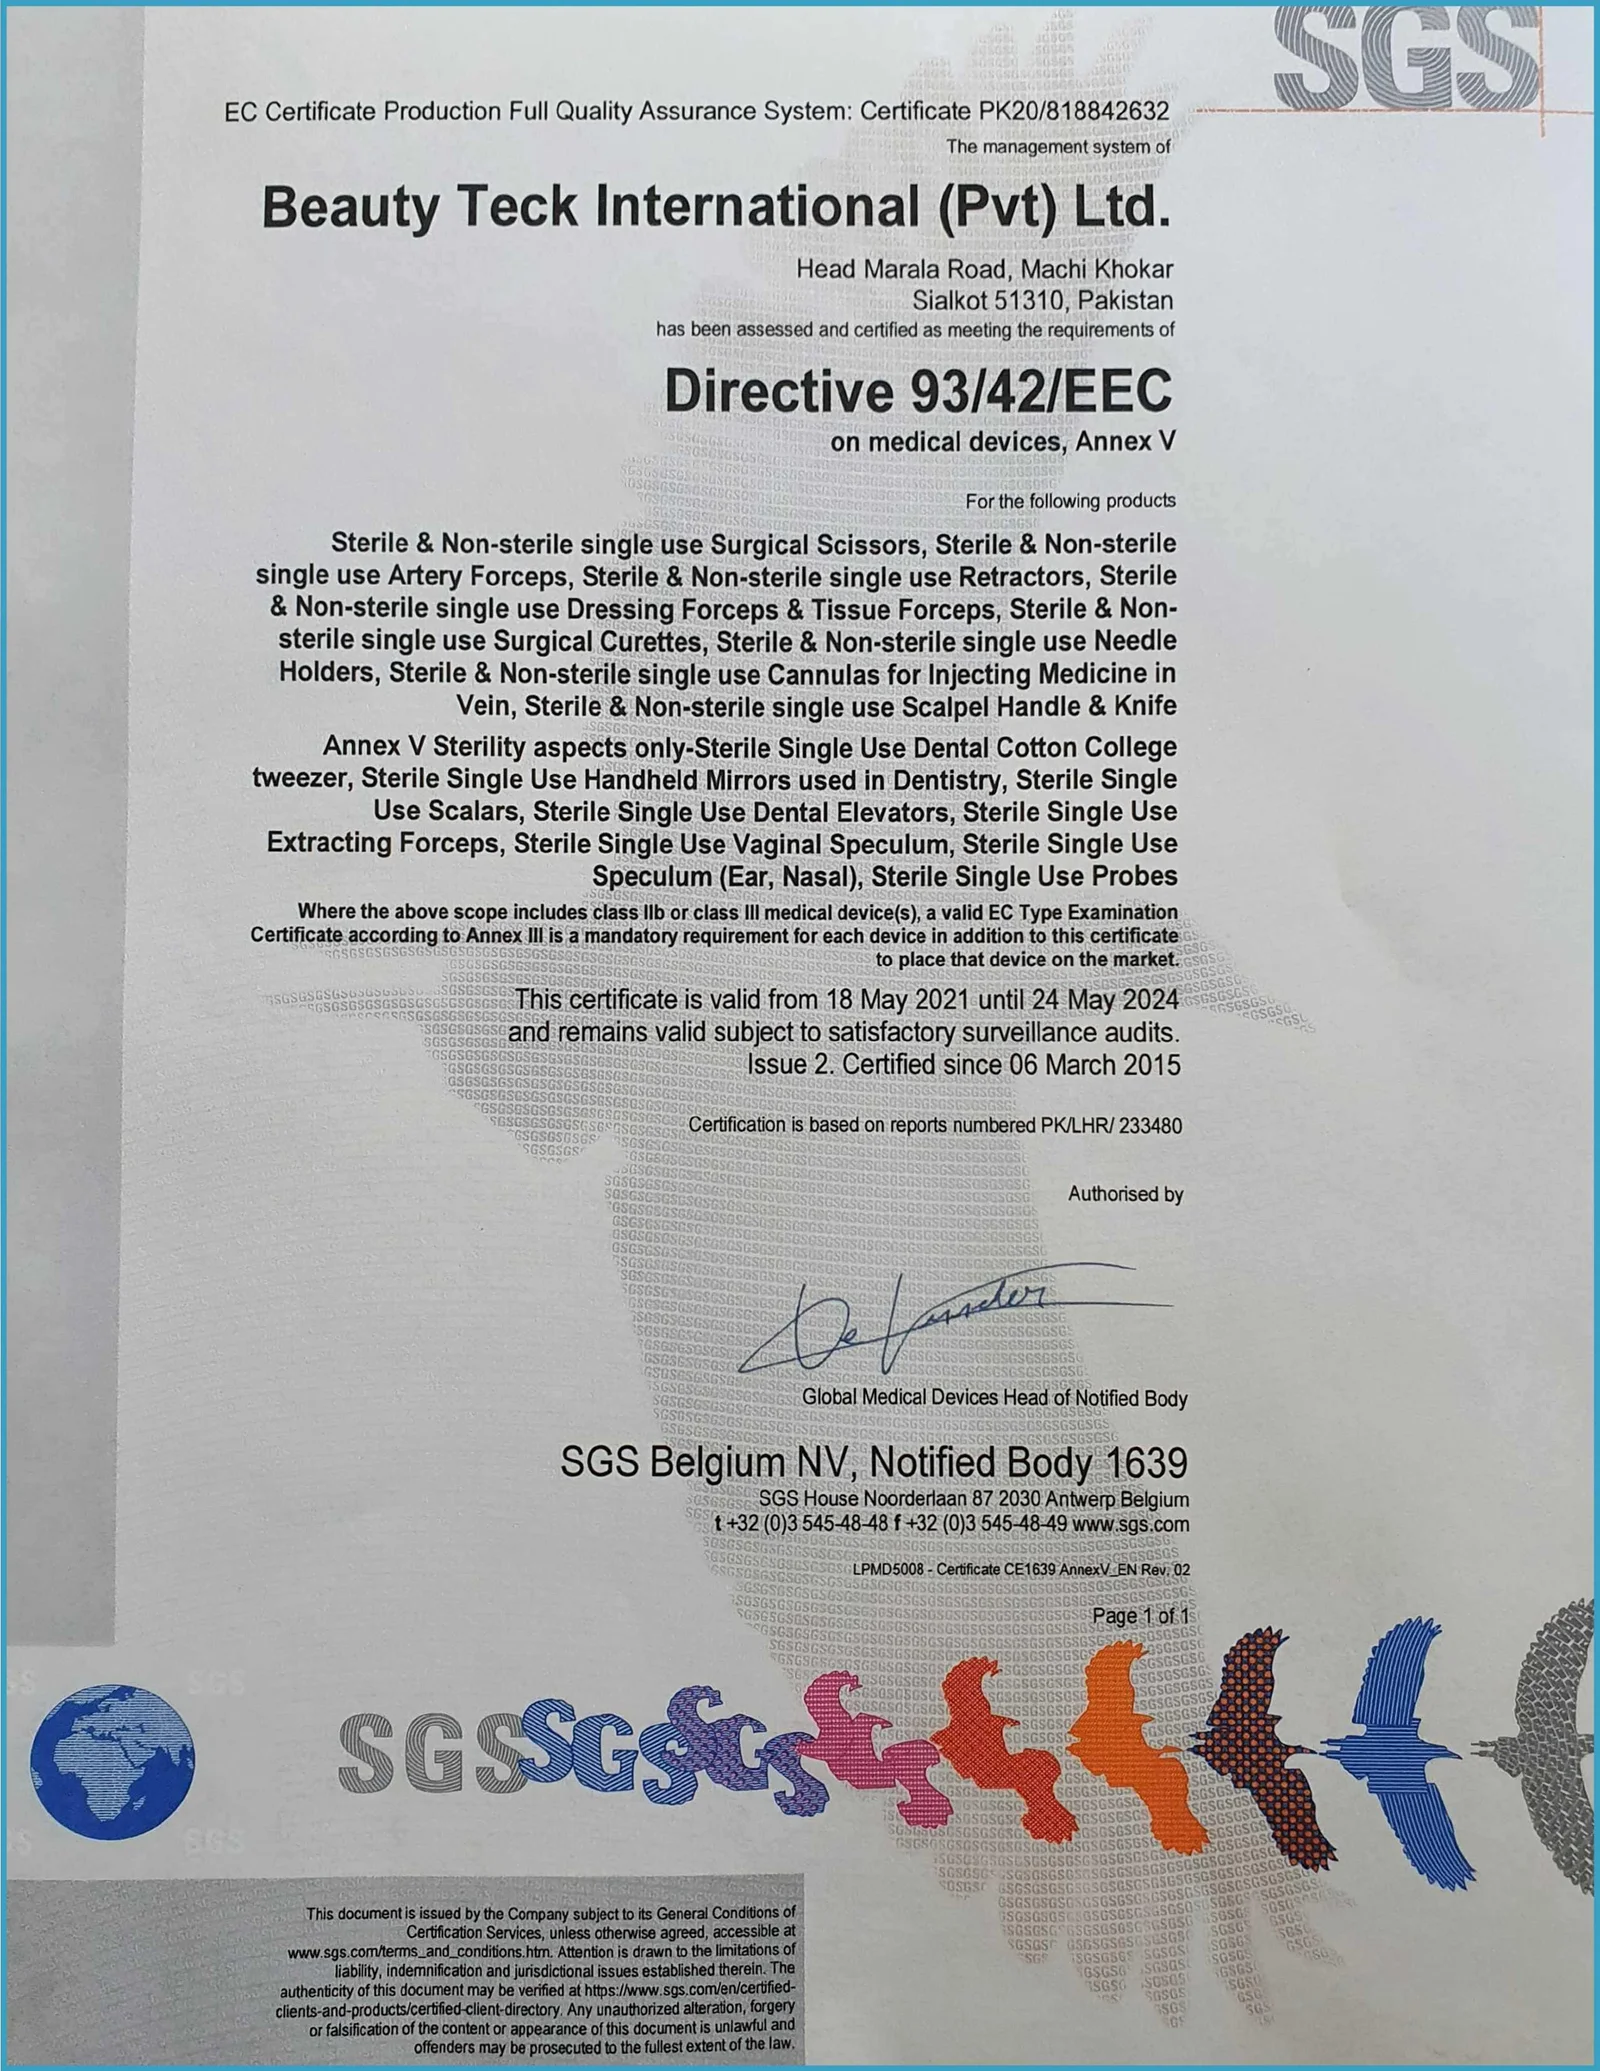 SGS
EC Certificate Production Full Quality Assurance System: Certificate PK20/818842632
The management system of
Beauty Teck International (Pvt) Ltd.
Head Marala Road, Machi Khokar
Sialkot 51310, Pakistan
has been assessed and certified as meeting the requirements of
Directive 93/42/EEC
on medical devices, Annex V
For the following products
Sterile & Non-sterile single use Surgical Scissors, Sterile & Non-sterile
single use Artery Forceps, Sterile & Non-sterile single use Retractors, Sterile
& Non-sterile single use Dressing Forceps & Tissue Forceps, Sterile & Non-
sterile single use Surgical Curettes, Sterile & Non-sterile single use Needle
Holders, Sterile & Non-sterile single use Cannulas for Injecting Medicine in
Vein, Sterile & Non-sterile single use Scalpel Handle & Knife
Annex V Sterility aspects only-Sterile Single Use Dental Cotton College
tweezer, Sterile Single Use Handheld Mirrors used in Dentistry, Sterile Single
Use Scalars, Sterile Single Use Dental Elevators, Sterile Single Use
Extracting Forceps, Sterile Single Use Vaginal Speculum, Sterile Single Use
Speculum (Ear, Nasal), Sterile Single Use Probes
Where the above scope includes class IIb or class III medical device(s), a valid EC Type Examination
Certificate according to Annex III is a mandatory requirement for each device in addition to this certificate
to place that device on the market.
This certificate is valid from 18 May 2021 until 24 May 2024
and remains valid subject to satisfactory surveillance audits.
Issue 2. Certified since 06 March 2015
Certification is based on reports numbered PK/LHR/ 233480
Authorised by
Global Medical Devices Head of Notified Body
SGS Belgium NV, Notified Body 1639
SGS House Noorderlaan 87 2030 Antwerp Belgium
t +32 (0)3 545-48-48 f +32 (0)3 545-48-49 www.sgs.com
LPMD5008 - Certificate CE1639 AnnexV_EN Rev. 02
Page 1 of 1
SGS SGS SGS
This document is issued by the Company subject to its General Conditions of
Certification Services, unless otherwise agreed, accessible at
www.sgs.com/terms_and_conditions.htm. Attention is drawn to the limitations of
liability, indemnification and jurisdictional issues established therein. The
authenticity of this document may be verified at https://www.sgs.com/en/certified-
clients-and-products/certified-client-directory. Any unauthorized alteration, forgery
or falsification of the content or appearance of this document is unlawful and
offenders may be prosecuted to the fullest extent of the law.